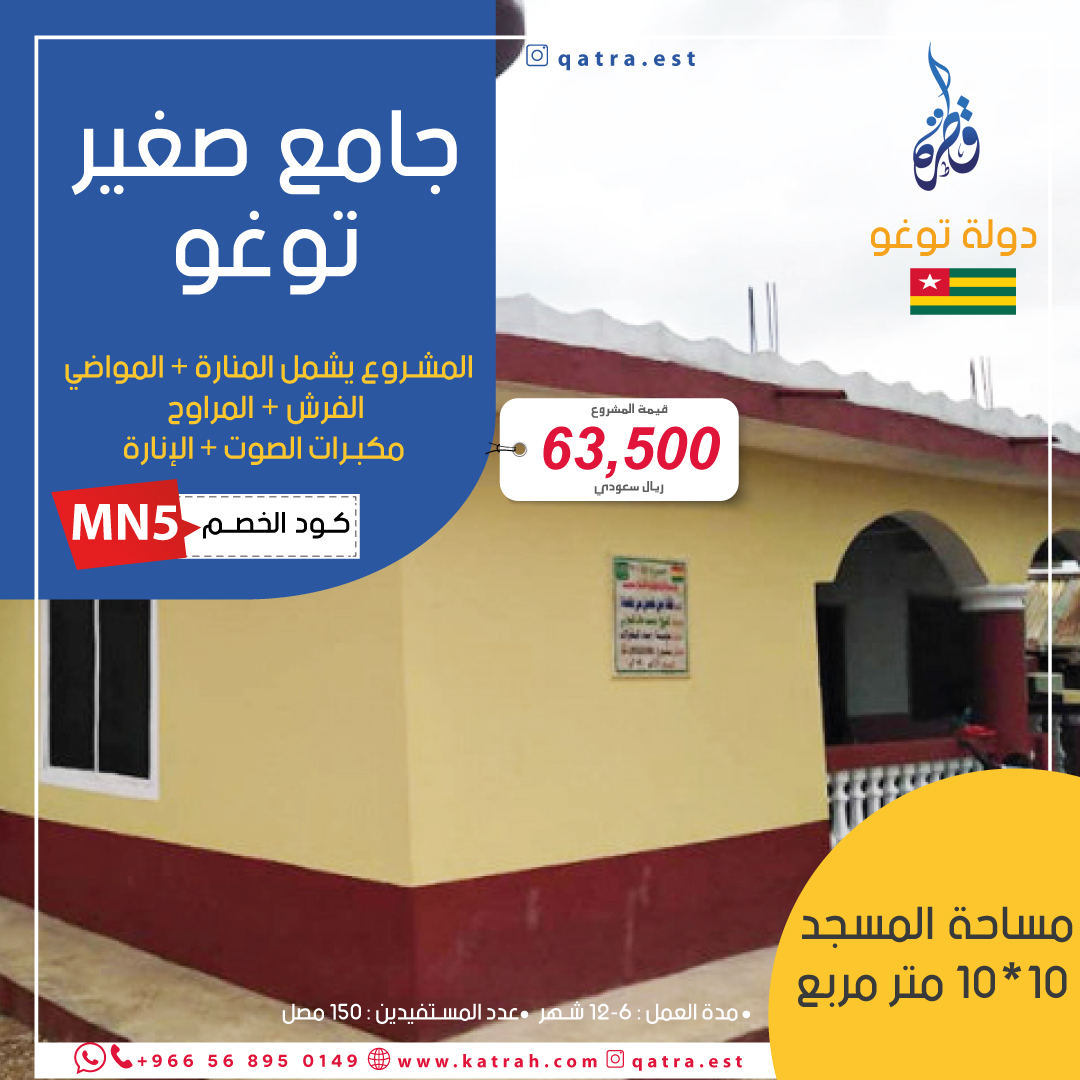 qatra.est
قطرة
جامع صغير
توغو
دولة توغو
المشروع يشمل المنارة + المواضي
الفرش + المراوح
مكبرات الصوت + الإنارة
قيمة المشروع
63,500
ريال سعودي
كود الخصم MN5
مساحة المسجد
10*10 متر مربع
• مدة العمل : 6-12 شهر •عدد المستفيدين : 150 مصل
+966 56 895 0149 www.katrah.com qatra.est